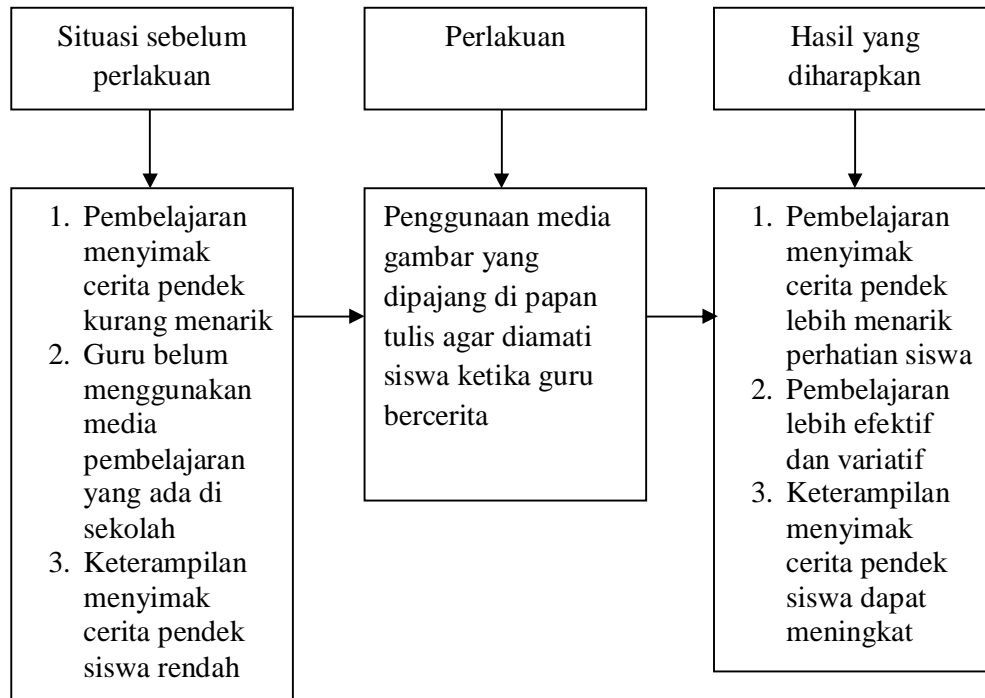 Situasi sebelum
perlakuan
Perlakuan
Hasil yang
diharapkan
1. Pembelajaran
menyimak
cerita pendek
kurang menarik
2. Guru belum
menggunakan
media
pembelajaran
yang ada di
sekolah
3. Keterampilan
menyimak
cerita pendek
siswa rendah
Penggunaan media
gambar yang
dipajang di papan
tulis agar diamati
siswa ketika guru
bercerita
1. Pembelajaran
menyimak
cerita pendek
lebih menarik
perhatian siswa
2. Pembelajaran
lebih efektif
dan variatif
3. Keterampilan
menyimak
cerita pendek
siswa dapat
meningkat